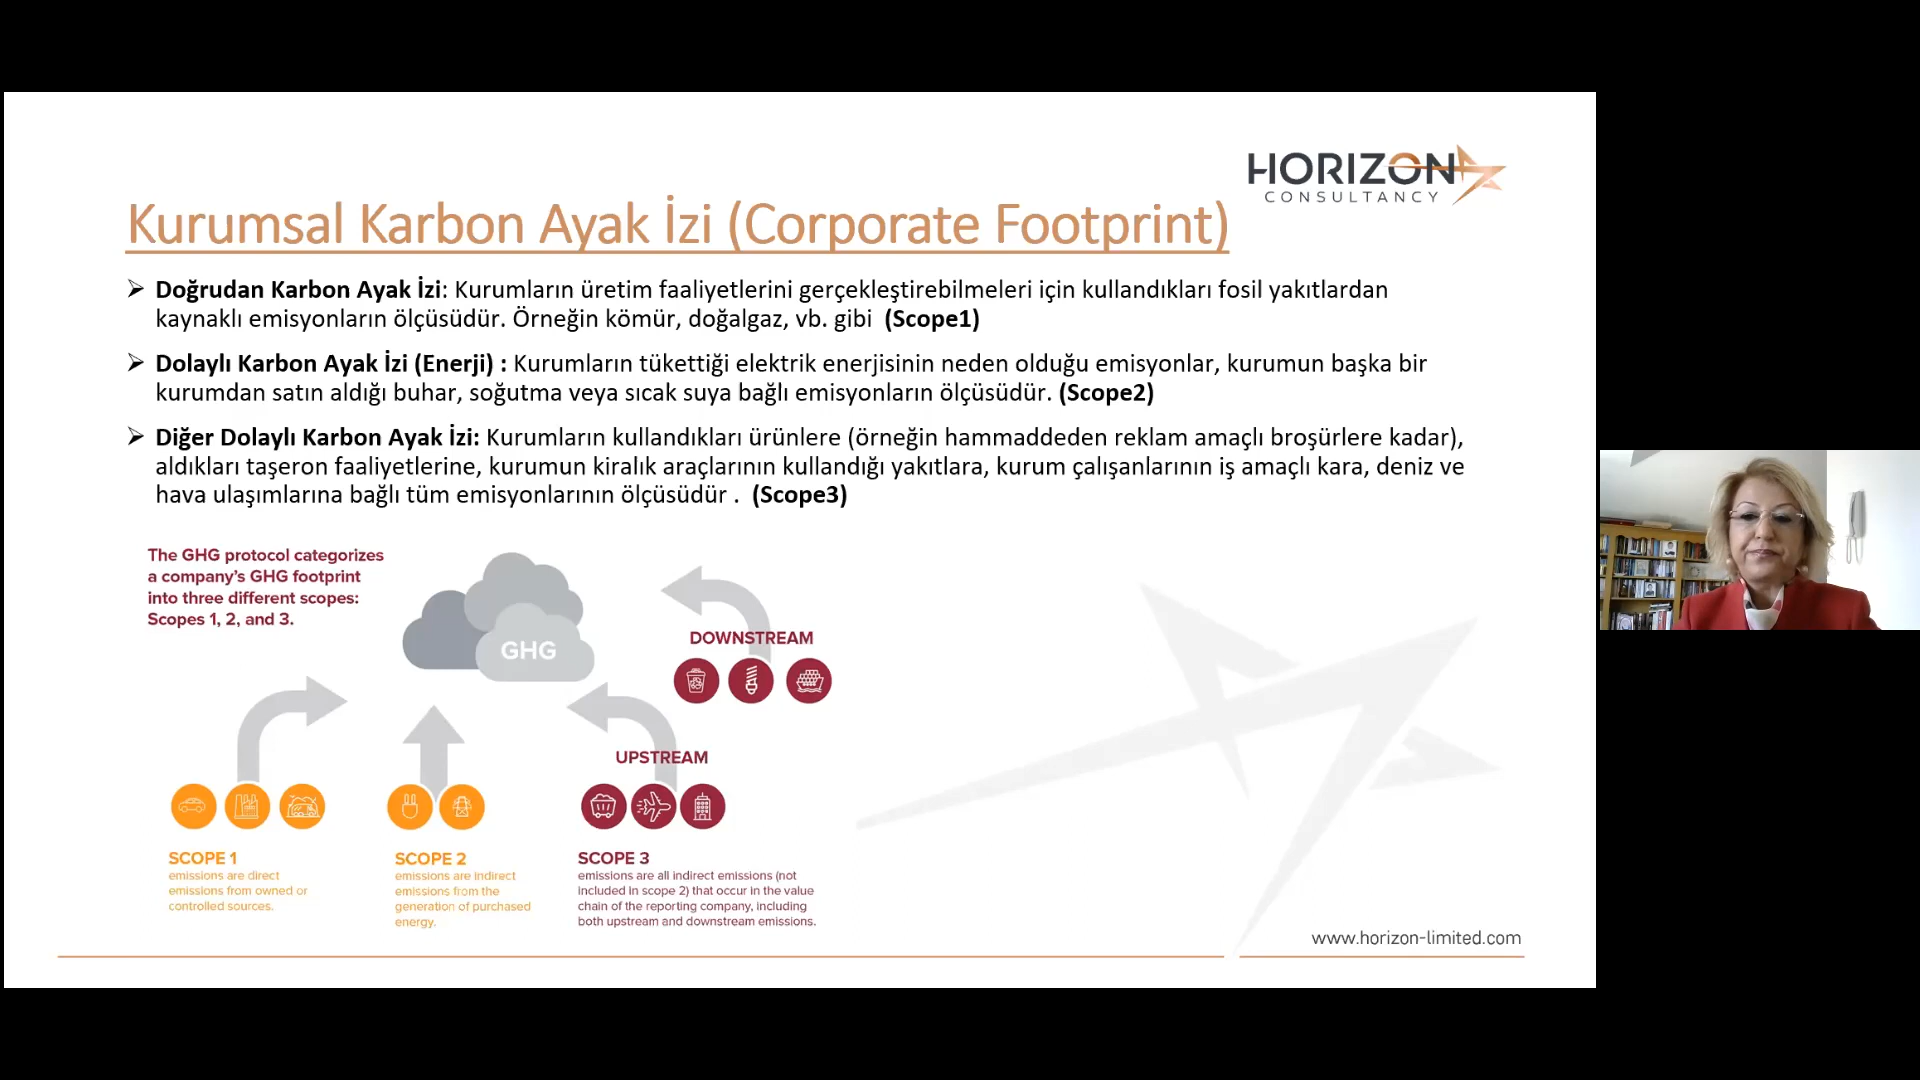 HORIZON
CONSULTANCY
Kurumsal Karbon Ayak İzi (Corporate Footprint)
Doğrudan Karbon Ayak İzi: Kurumların üretim faaliyetlerini gerçekleştirebilmeleri için kullandıkları fosil yakıtlardan
kaynaklı emisyonların ölçüsüdür. Örneğin kömür, doğalgaz, vb. gibi (Scope1)
Dolaylı Karbon Ayak İzi (Enerji) : Kurumların tükettiği elektrik enerjisinin neden olduğu emisyonlar, kurumun başka bir
kurumdan satın aldığı buhar, soğutma veya sıcak suya bağlı emisyonların ölçüsüdür. (Scope2)
Diğer Dolaylı Karbon Ayak İzi: Kurumların kullandıkları ürünlere (örneğin hammaddeden reklam amaçlı broşürlere kadar),
aldıkları taşeron faaliyetlerine, kurumun kiralık araçlarının kullandığı yakıtlara, kurum çalışanlarının iş amaçlı kara, deniz ve
hava ulaşımlarına bağlı tüm emisyonlarının ölçüsüdür . (Scope3)
The GHG protocol categorizes
a company's GHG footprint
into three different scopes:
Scopes 1, 2, and 3.
GHG
DOWNSTREAM
UPSTREAM
SCOPE 1
emissions are direct
emissions from owned or
controlled sources.
SCOPE 2
emissions are indirect
emissions from the
generation of purchased
energy.
SCOPE 3
emissions are all indirect emissions (not
included in scope 2) that occur in the value
chain of the reporting company, including
both upstream and downstream emissions.
www.horizon-limited.com